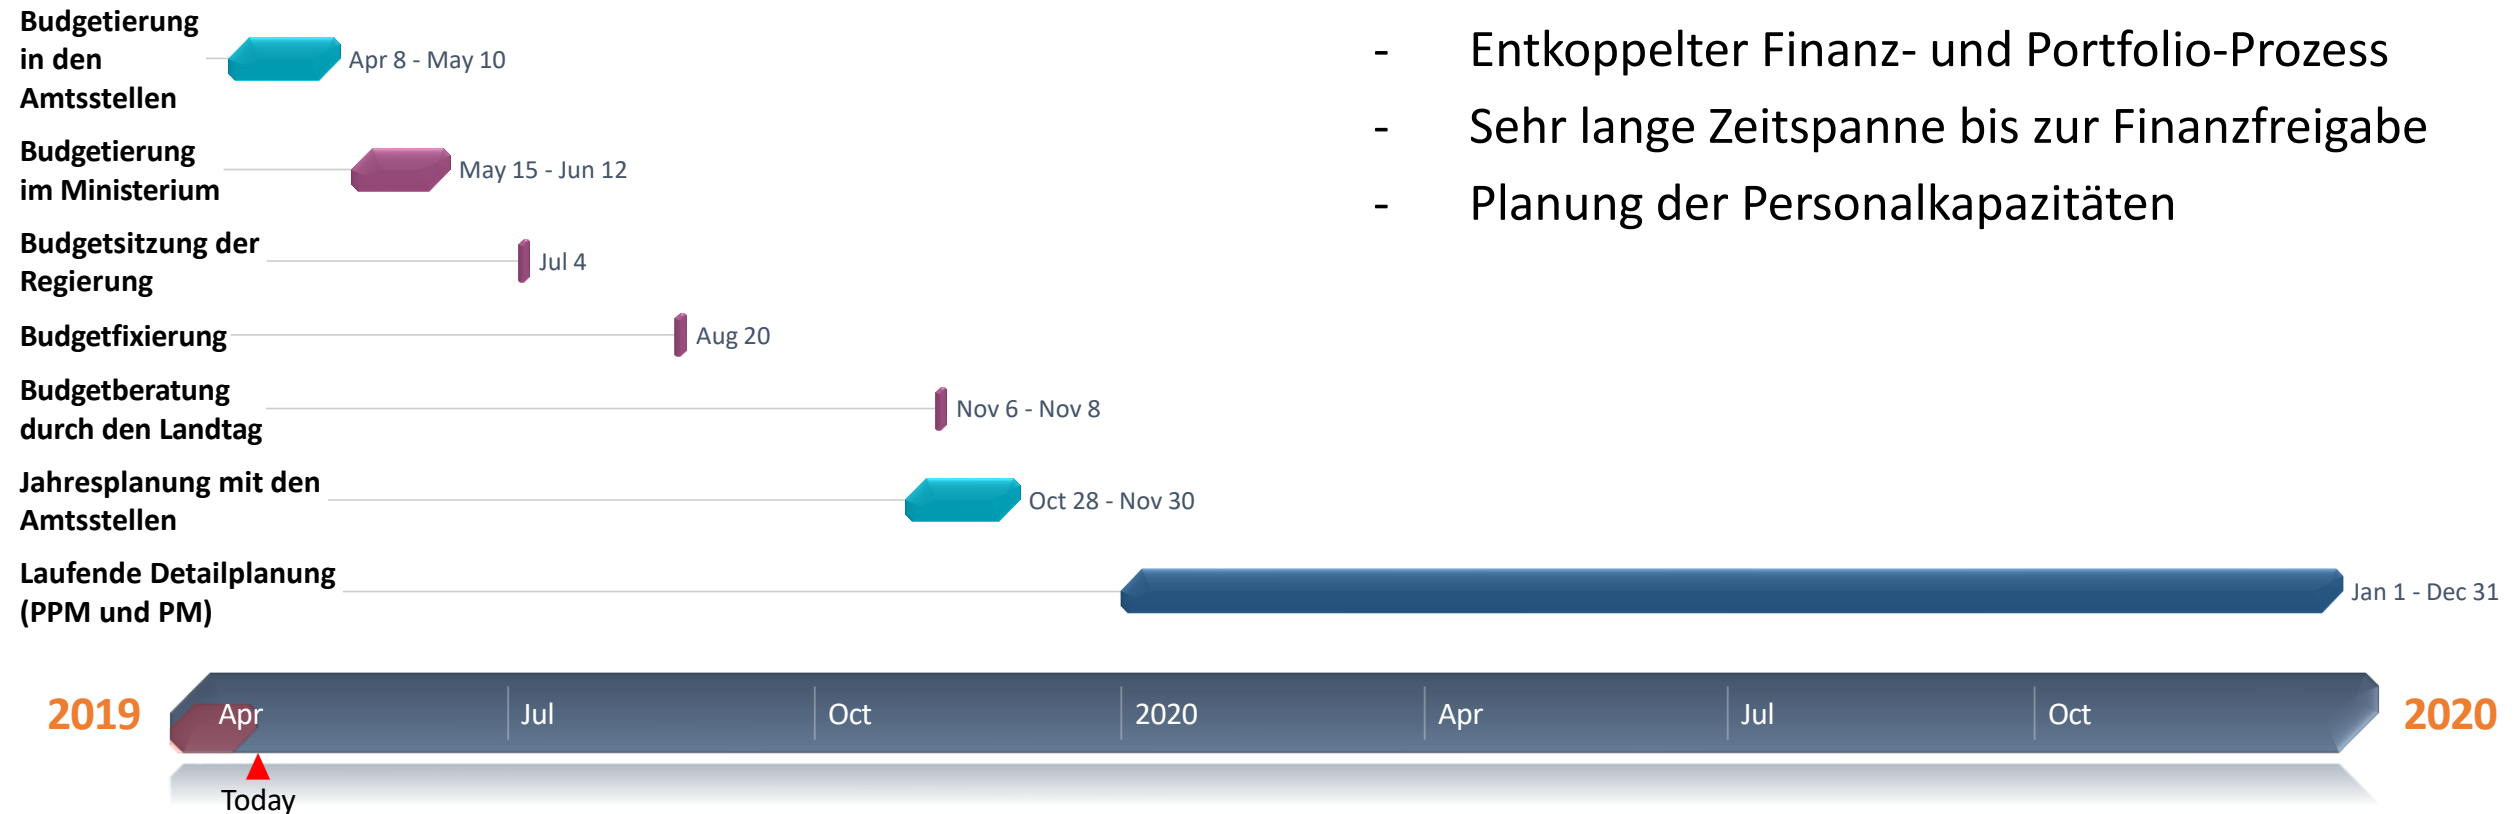 Budgetierung
in den
Amtsstellen
Apr 8 - May 10
Budgetierung
im Ministerium
May 15 - Jun 12
Budgetsitzung der
Regierung
Jul 4
Budgetfixierung
Aug 20
Budgetberatung
durch den Landtag
Nov 6 - Nov 8
Jahresplanung mit den
Amtsstellen
Oct 28 - Nov 30
Laufende Detailplanung
(PPM und PM)
Jan 1 - Dec 31
- Entkoppelter Finanz- und Portfolio-Prozess
- Sehr lange Zeitspanne bis zur Finanzfreigabe
- Planung der Personalkapazitäten
2019 Apr Jul Oct 2020 Apr Jul Oct 2020
Today